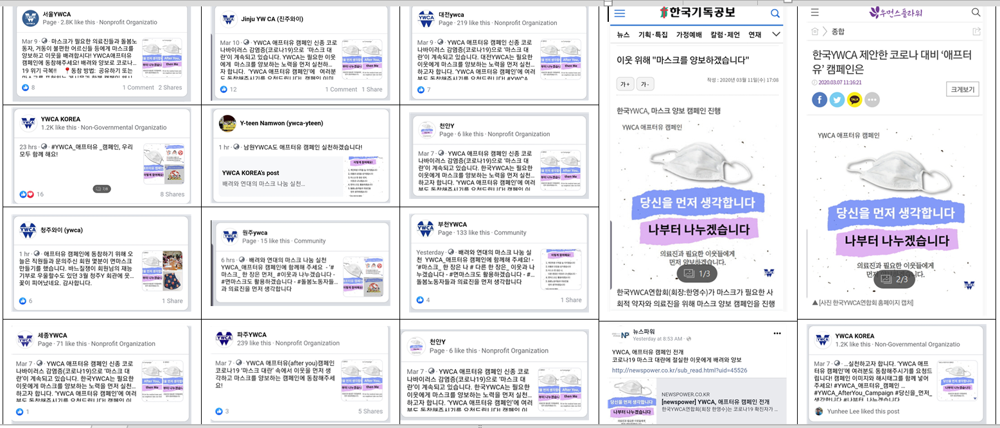 서울YWCA
Page · 2.8K like this · Nonprofit Organizatio
Mar 9 · 마스크가 필요한 의료진들과 돌봄노
동자, 거동이 불편한 어르신들 등에게 마스크를
양보하고 이웃을 배려합시다! YWCA애프터유
캠페인에 동참해주세요! 배려와 양보로 코로나...
19 위기 극복!! 📍동참 방법: 공유하기 또는
8
1 Comment 2 Shares
Jinju YW CA (진주와이)
Mar 10 · YWCA 애프터유 캠페인 신종 코로
나바이러스 감염증(코로나19)으로 '마스크 대
란'이 계속되고 있습니다. YWCA는 필요한 이웃
에게 마스크를 양보하는 노력을 먼저 실천하...
자 합니다. 'YWCA 애프터유 캠페인'에 여러분
도 동참해주시기를 요청드립니다! 캠페인 이미
12
1 Comment 1 Share
대전ywca
Page · 219 like this · Nonprofit Organization
Mar 9 · YWCA 애프터유 캠페인 신종 코로
나바이러스 감염증(코로나19)으로 '마스크 대
란'이 계속되고 있습니다. 대전YWCA는 필요한
이웃에게 마스크를 양보하는 노력을 먼저 실천...
하고자 합니다. 'YWCA 애프터유 캠페인'에 여
러분도 동참해주시기를 요청드립니다! #YWCA
7
YWCA KOREA
1.2K like this · Non-Governmental Organizatio
23 hrs · #YWCA_애프터유 _캠페인, 우리
모두 함께 해요!
7/8
16
8 Shares
Y-teen Namwon (ywca-yteen)
1 hr · 남원YWCA도 애프터유 캠페인 실천하겠습니다!
YWCA KOREA's post
배려와 연대의 마스크 나눔 실천...
이렇게 참여해요!
천안Y
Page · 6 like this · Nonprofit Organization
Mar 7 · YWCA 애프터유 캠페인 신종 코로
나바이러스 감염증(코로나19)으로 '마스크 대
란'이 계속되고 있습니다. 한국YWCA는 필요한
이웃에게 마스크를 양보하는 노력을 먼저 실천...
하고자 합니다. 'YWCA 애프터유 캠페인'에 여러
분도 동참해주시기를 요청드립니다! 캠페인 이
청주와이 (ywca)
1 hr · 애프터유 캠페인에 동참하기 위해 오
늘은 직원들과 문의주신 회원 몇분이 면마스크
만들기를 했습니다. 바느질쟁이 회원님의 재능
기부로 우울할수도 있던 3월 청주Y 회관에 웃...
꽃이 피어났네요. 감사합니다.
6
1 Share
원주ywca
Page · 15 like this · Community
6 hrs · 배려와 연대의 마스크 나눔 실천
YWCA_애프터유 캠페인에 함께해 주세요 - '#
마스크_ 한 장은 먼저_ #이웃과 나누겠습니다 -
#면마스크도 활용하겠습니다 - #돌봄노동자들...
과 의료진을 먼저 생각합니다
부천YWCA
Page · 133 like this · Community
Yesterday · 배려와 연대의 마스크 나눔 실
천 YWCA_애프터유 캠페인에 함께해 주세요! -
'#마스크_ 한 장은 나 # 다른 한 장은_ 이웃과 나
누겠습니다 - #면마스크도 활용하겠습니다 - #...
돌봄노동자들과 의료진을 먼저 생각합니다
4
1 Share
세종YWCA
Page · 71 like this · Nonprofit Organization
Mar 7 · YWCA 애프터유 캠페인 신종 코로
나바이러스 감염증(코로나19)으로 '마스크 대
란'이 계속되고 있습니다. 한국YWCA는 필요한
이웃에게 마스크를 양보하는 노력을 먼저 실천...
하고자 합니다. 'YWCA 애프터유 캠페인'에 여러
1
파주YWCA
239 like this · Nonprofit Organization
Mar 7 · YWCA 애프터유(after you)캠페인
코로나19 '마스크 대란' 속에서 이웃을 먼저 생
각하고 마스크를 양보하는 캠페인에 동참해주세
요!
3
5 Shares
천안Y
Page · 6 like this · Nonprofit Organization
Mar 7 · YWCA 애프터유 캠페인 신종 코로
나바이러스 감염증(코로나19)으로 '마스크 대
란'이 계속되고 있습니다. 한국YWCA는 필요한
이웃에게 마스크를 양보하는 노력을 먼저 실천...
하고자 합니다. 'YWCA 애프터유 캠페인'에 여러
분도 동참해주시기를 요청드립니다! 캠페인 이
한국기독공보
뉴스 기획·특집 가정예배 칼럼·제언 연재
이웃 위해 "마스크를 양보하겠습니다"
가+ 가-
작성 : 2020년 03월 11일(수) 17:08
한국YWCA, 마스크 양보 캠페인 진행
YWCA 애프터유 캠페인
당신을 먼저 생각합니다
나부터 나누겠습니다
의료진과 필요한 이웃들에게
먼저 양보하겠습니다.
1/3
한국YWCA연합회(회장:한영수)가 마스크가 필요한 사
회적 약자와 의료진을 위해 마스크 양보 캠페인을 진행
우먼스플라워
종합
한국YWCA 제안한 코로나 대비 '애프터
유' 캠페인은
2020.03.07 11:16:21
크게보기
TALK
YWCA 애프터유 캠페인
당신을 먼저 생각합니다
나부터 나누겠습니다
의료진과 필요한 이웃들에게
2/3
▲[사진 한국YWCA연합회 홈페이지 캡처]
NP 뉴스파워
Yesterday at 8:53 AM ·
YWCA, 애프터유 캠페인 전개
코로나19 마스크 대란에 절실한 이웃에게 배려와 양보
http://newspower.co.kr/sub_read.html?uid=45526
당신을 먼저 생각합니다
나부터 나누겠습니다
NEWSPOWER.CO.KR
[newspower] YWCA, 애프터유 캠페인 전개
한국YWCA연합회(회장 한영수)는 코로나19 확진자가 ...
YWCA KOREA
1.2K like this · Non-Governmental Organizatio
Mar 7 · ...실천하고자 합니다. 'YWCA 애프
터유 캠페인'에 여러분도 동참해주시기를 요청드
립니다! 캠페인 이미지와 해시태그를 함께 넣어
주세요! #YWCA_애프터유_캠페인 ...
#YWCA_AfterYou_Campaign #당신을_먼저_
생각합니다 #나부터_나누겠습니다
Yunhee Lee liked this post